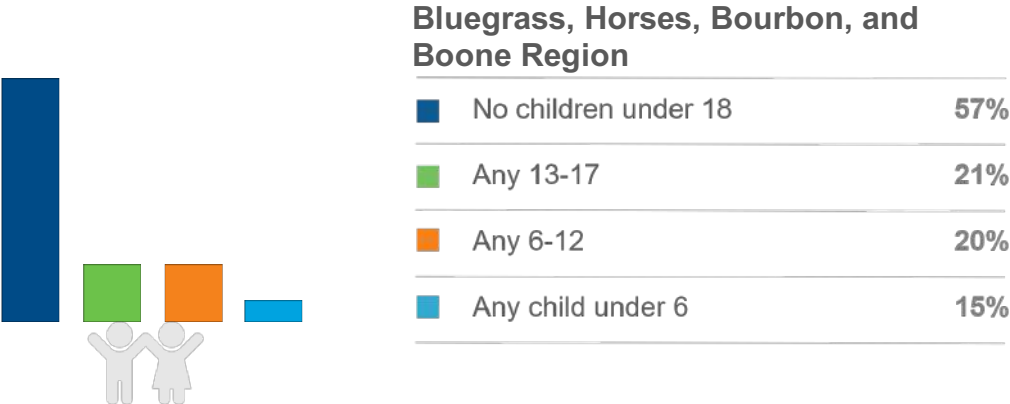 Bluegrass, Horses, Bourbon, and
Boone Region
No children under 18 57%
Any 13-17 21%
Any 6-12 20%
Any child under 6 15%